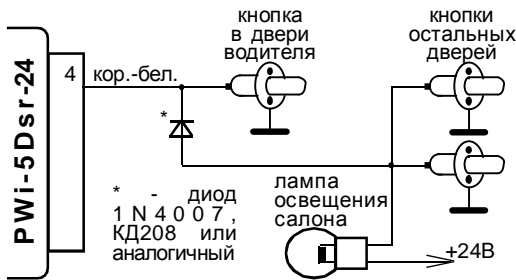 кнопка
в двери
водителя
кнопки
остальных
дверей
PWi-5Dsr-24
4
кор.-бел.
*
* - диод
1N4007,
КД208 или
аналогичный
лампа
освещения
салона
+24В